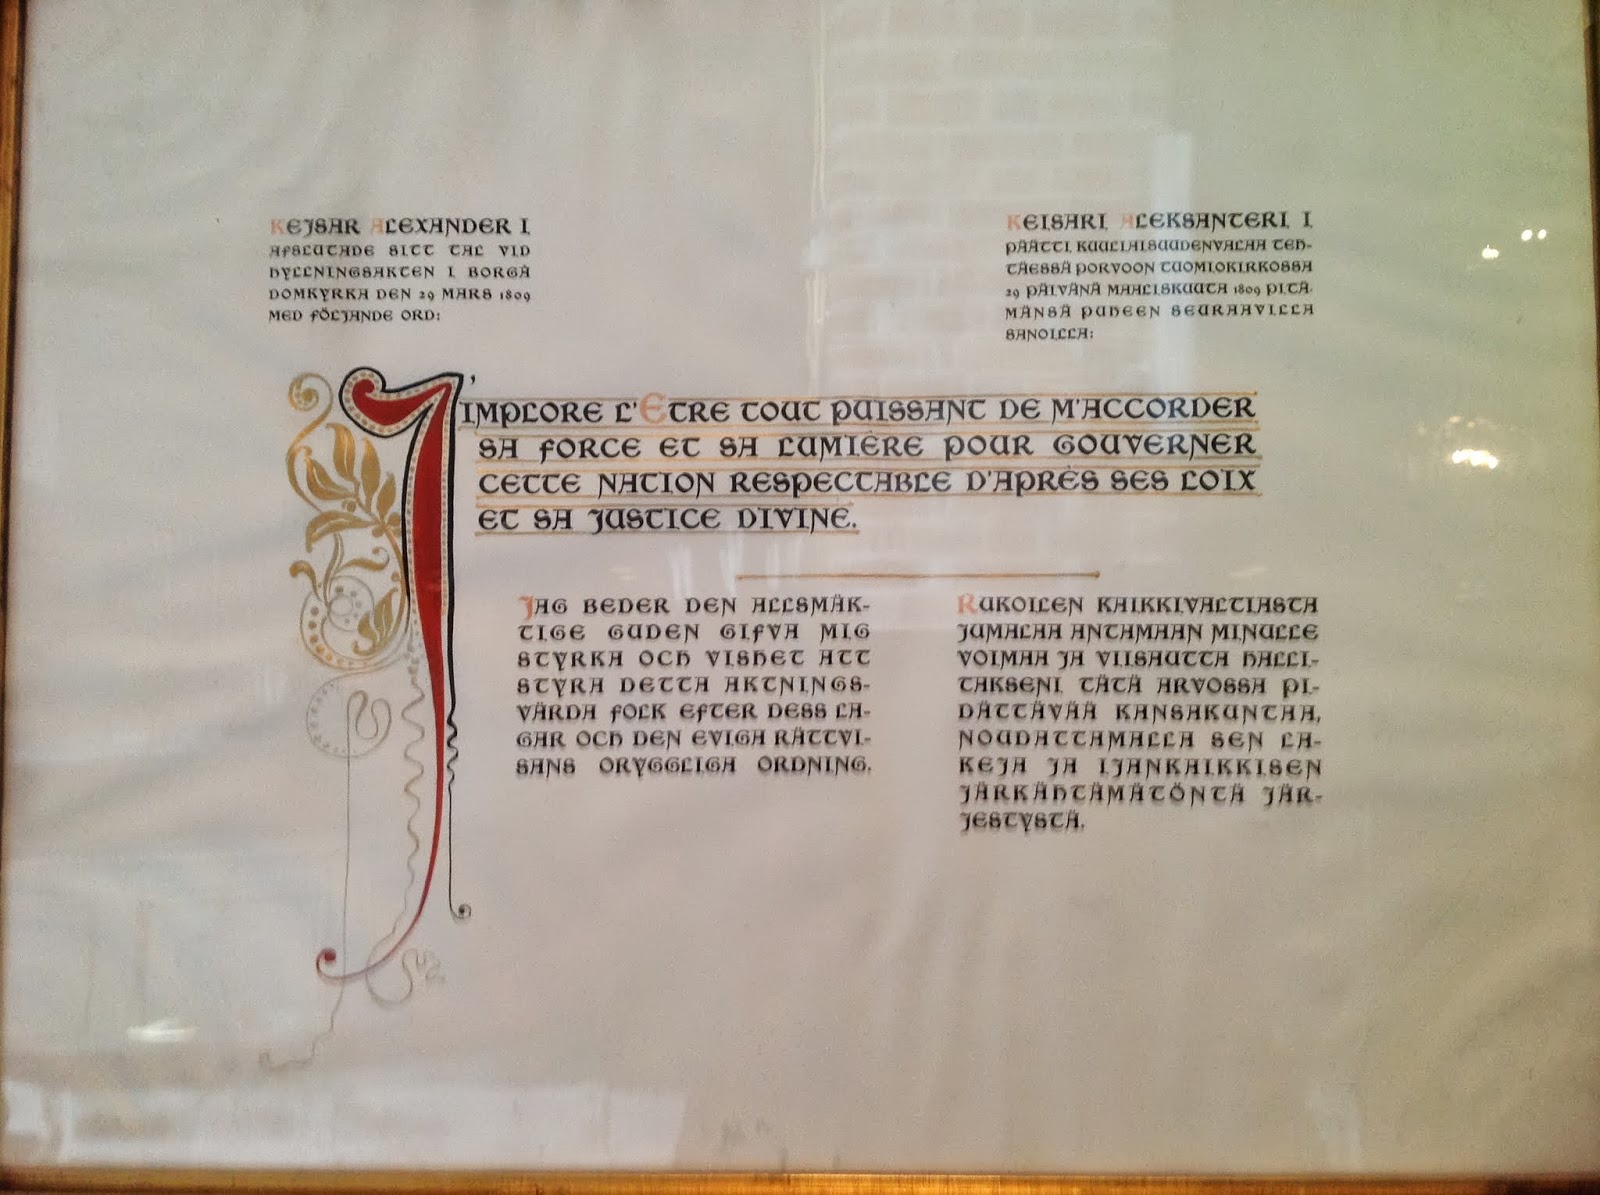 KEJSAR ALEXANDER I
AFSLUTADE SITT TAL VID
HYLLNINGSAKTEN I BORGÅ
DOMKYRKA DEN 29 MARS 1809
MED FÖLJANDE ORD:
KEISARI ALEKSANTERI I
PÄÄTTI KUULIAISUUDENVALAA TEH-
TÄESSÄ PORVOON TUOMIOKIRKOSSA
29 PÄIVÄNÄ MAALISKUUTA 1809 PITÄ-
MÄNSÄ PUHEEN SEURAAVILLA
SANOILLA:
J'IMPLORE L'ETRE TOUT PUISSANT DE M'ACCORDER
SA FORCE ET SA LUMIÈRE POUR GOUVERNER
CETTE NATION RESPECTABLE D'APRÈS SES LOIX
ET SA JUSTICE DIVINE.
JAG BEDER DEN ALLSMÄK-
TIGE GUDEN GIFVA MIG
STYRKA OCH VISHET ATT
STYRA DETTA AKTNINGS-
VÄRDA FOLK EFTER DESS LA-
GAR OCH DEN EVIGA RÄTTVI-
SANS ORYGGLIGA ORDNING.
RUKOILEN KAIKKIVALTIASTA
JUMALAA ANTAMAAN MINULLE
VOIMAA JA VIISAUTTA HALLI-
TAKSENI TÄTÄ ARVOSSA PI-
DÄTTÄVÄÄ KANSAKUNTAA,
NOUDATTAMALLA SEN LA-
KEJA JA IJANKAIKKISEN
JÄRKÄHTÄMÄTÖNTÄ JÄR-
JESTYSTÄ.